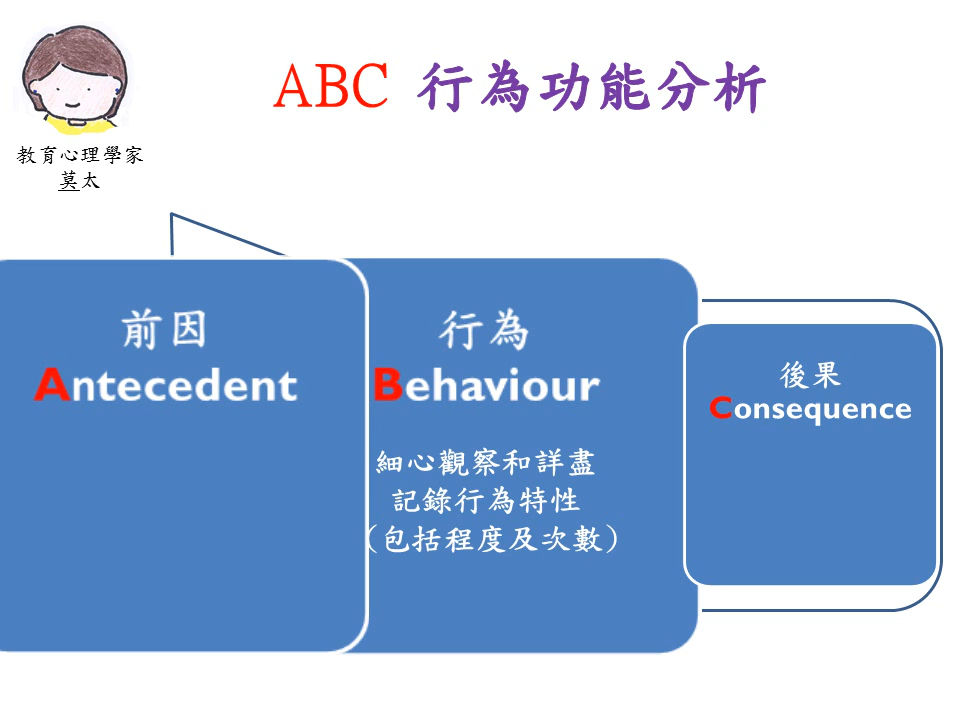 ABC 行為功能分析
教育心理學家
莫太
前因
Antecedent
行為
Behaviour
細心觀察和詳盡
記錄行為特性
(包括程度及次數)
後果
Consequence